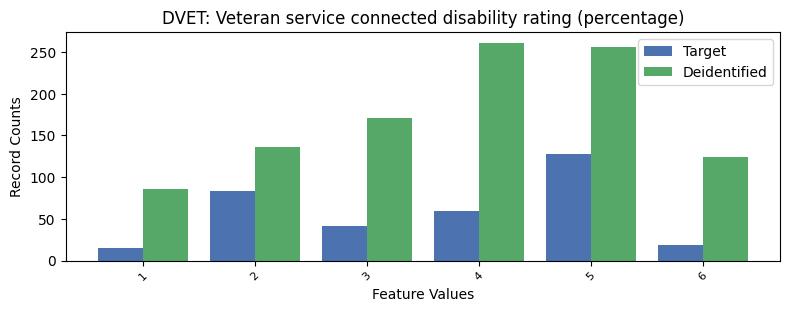 DVET: Veteran service connected disability rating (percentage)
Target
Deidentified
Record Counts
250
200
150
100
50
0
1 2 3 4 5 6
Feature Values